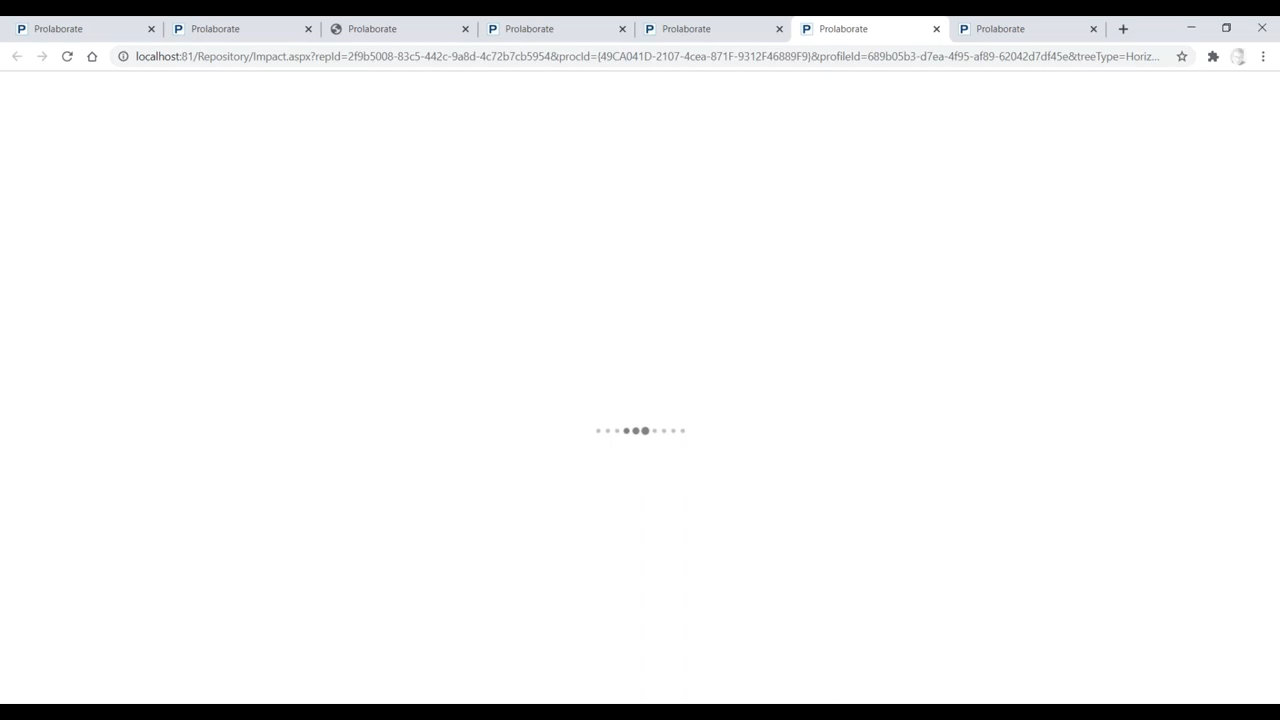 Prolaborate Prolaborate Prolaborate Prolaborate Prolaborate Prolaborate Prolaborate
localhost:81/Repository/Impact.aspx?repId=2f9b5008-83c5-442c-9a8d-4c72b7cb5954&procId={49CA041D-2107-4cea-871F-9312F46889F9}&profileId=689b05b3-d7ea-4f95-af89-62042d7df45e&treeType=Horiz...